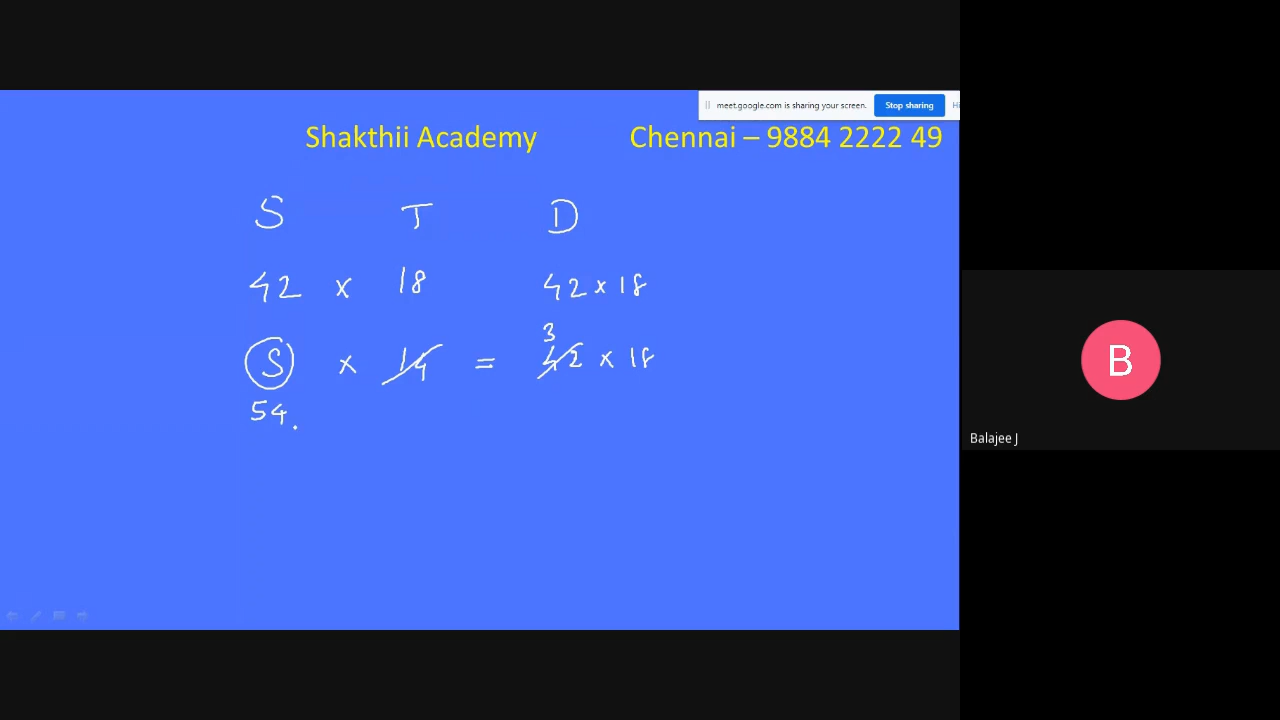 meet.google.com is sharing your screen. Stop sharing Hi
Shakthii Academy Chennai – 9884 2222 49
S T D
42 x 18 42 x 18
3
S x 14 = 42 x 18
54.
B
Balajee J